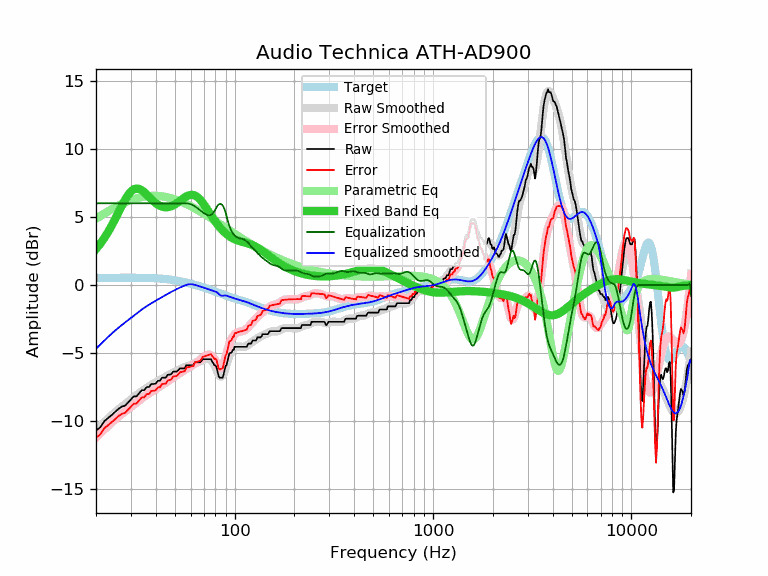 Audio Technica ATH-AD900
15
10
5
0
−5
−10
−15
Amplitude (dBr)
Target
Raw Smoothed
Error Smoothed
Raw
Error
Parametric Eq
Fixed Band Eq
Equalization
Equalized smoothed
100
1000
10000
Frequency (Hz)